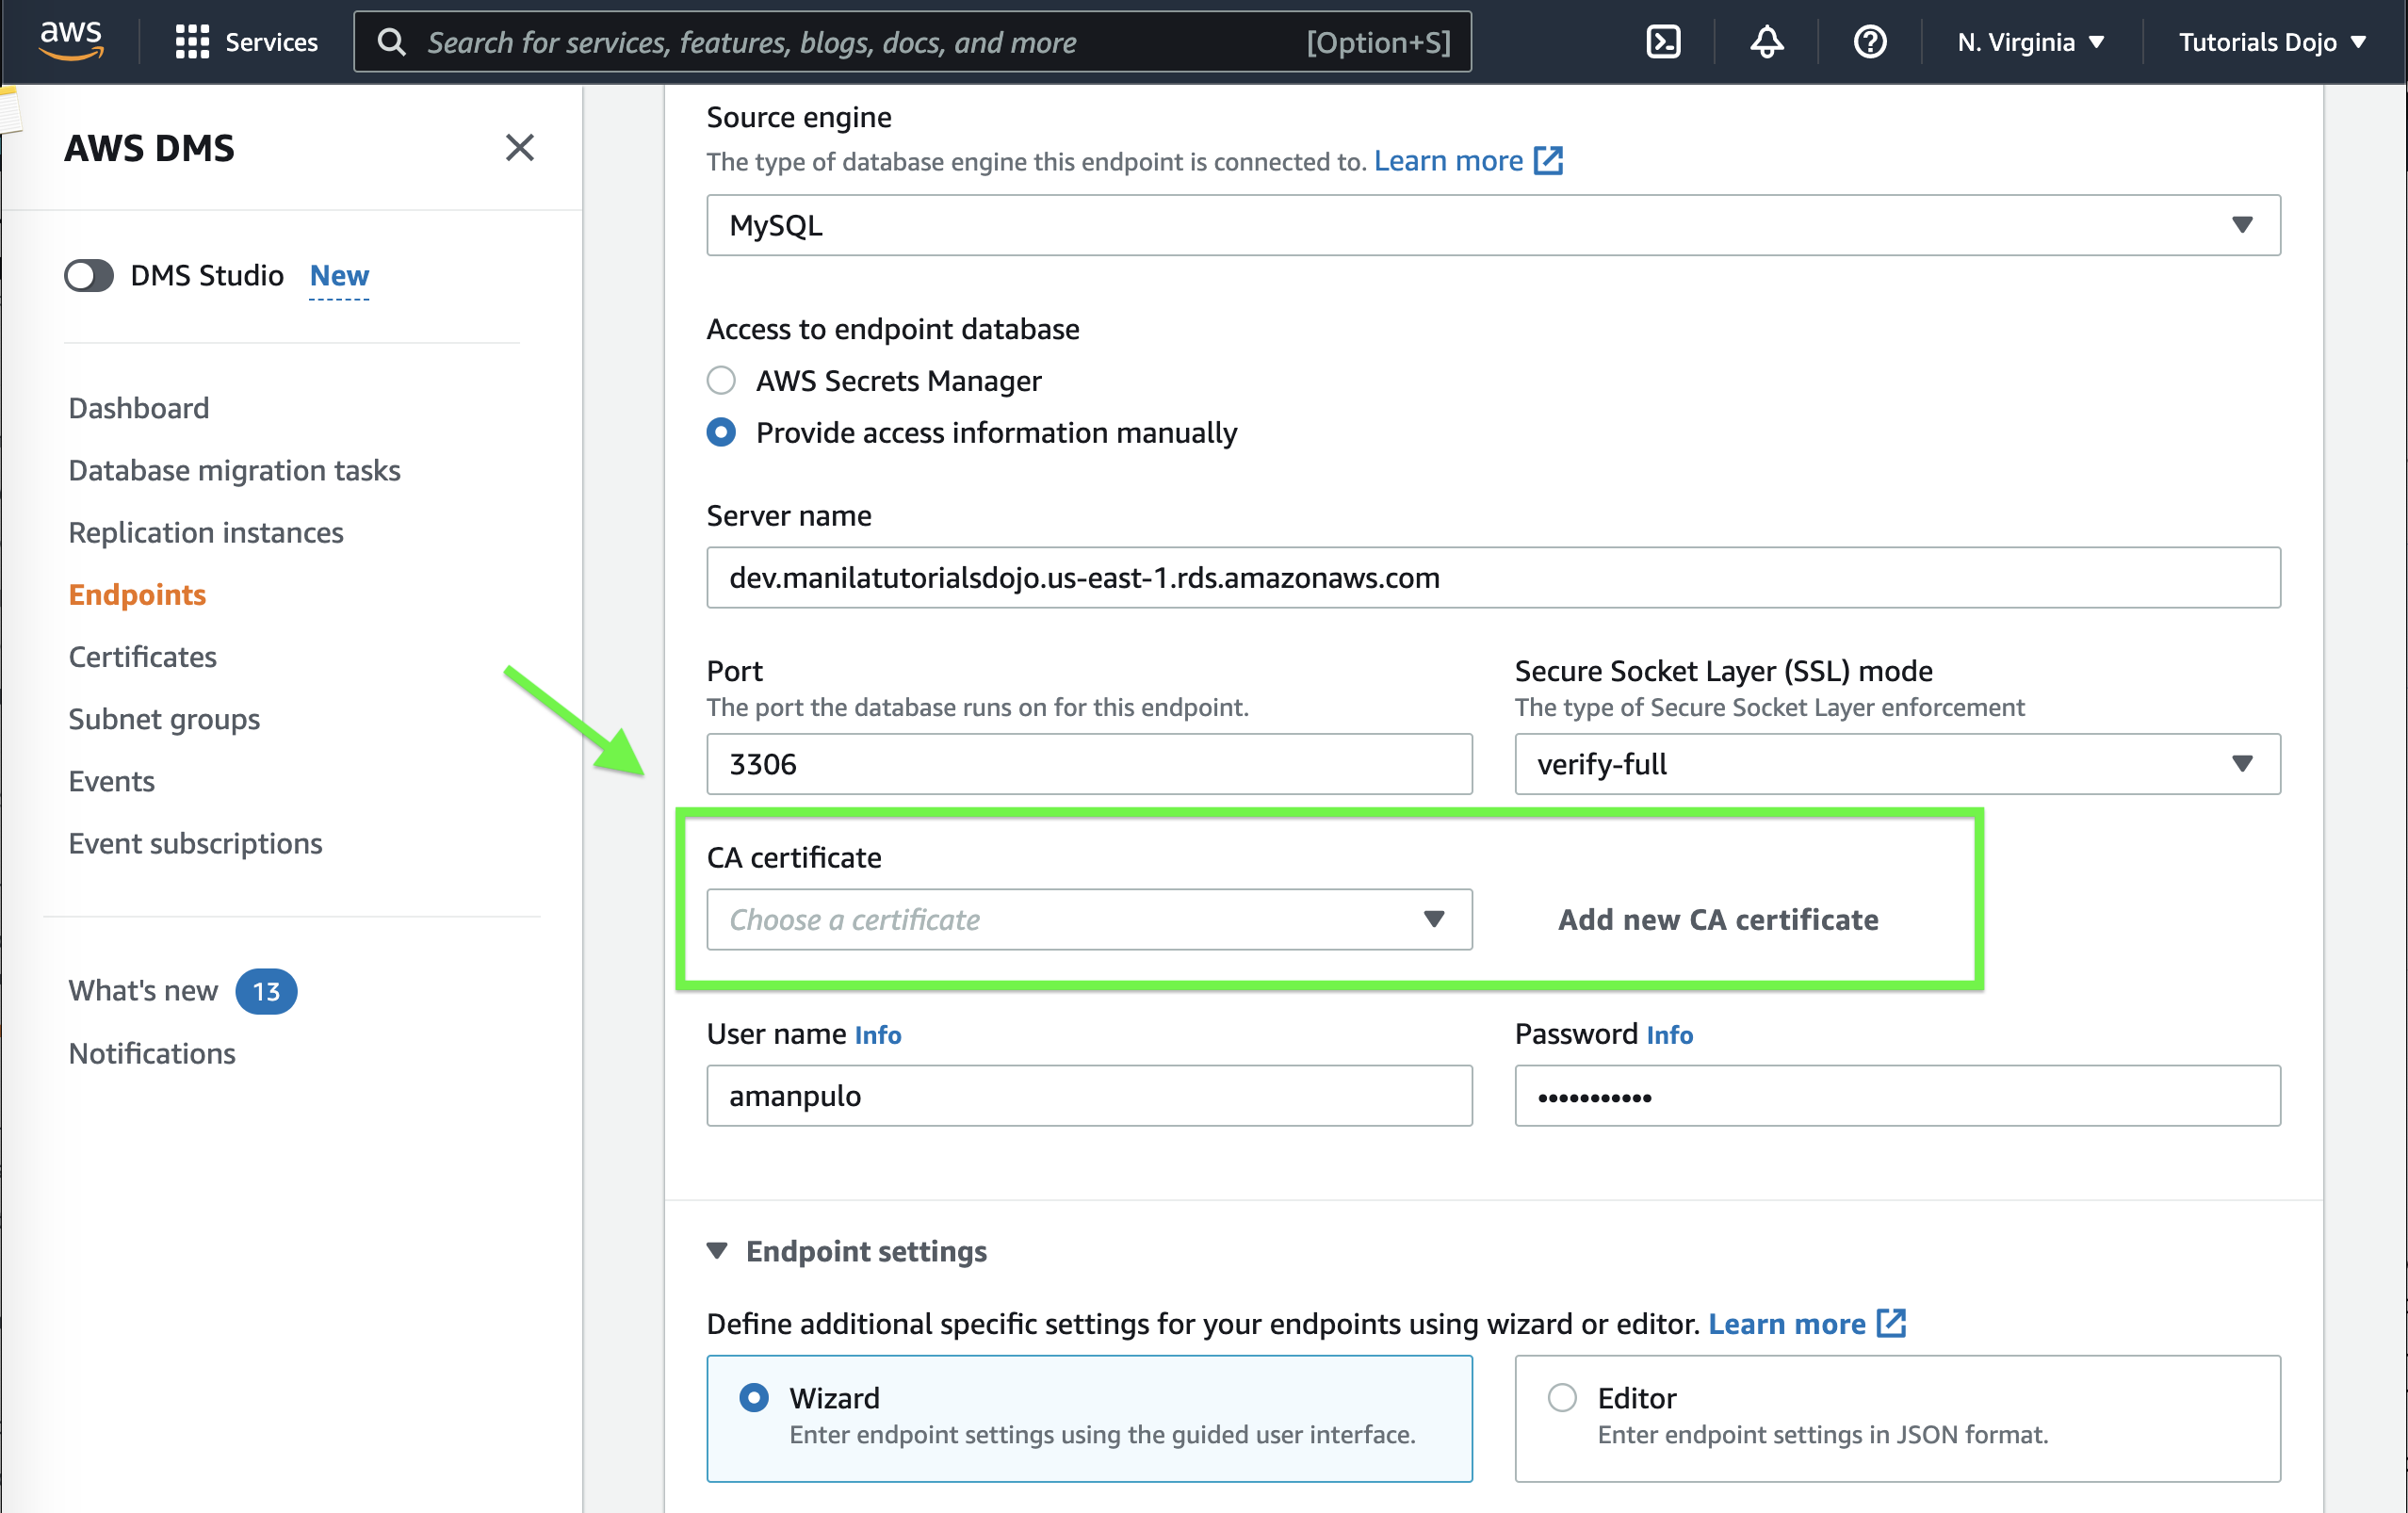 aws
Services
Search for services, features, blogs, docs, and more
[Option+S]
N. Virginia
Tutorials Dojo
AWS DMS
DMS Studio
New
Dashboard
Database migration tasks
Replication instances
Endpoints
Certificates
Subnet groups
Events
Event subscriptions
What's new
13
Notifications
Source engine
The type of database engine this endpoint is connected to. Learn more
MySQL
Access to endpoint database
AWS Secrets Manager
Provide access information manually
Server name
dev.manilatutorialsdojo.us-east-1.rds.amazonaws.com
Port
The port the database runs on for this endpoint.
3306
Secure Socket Layer (SSL) mode
The type of Secure Socket Layer enforcement
verify-full
CA certificate
Choose a certificate
Add new CA certificate
User name Info
amanpulo
Password Info
•••••••••••
Endpoint settings
Define additional specific settings for your endpoints using wizard or editor. Learn more
Wizard
Enter endpoint settings using the guided user interface.
Editor
Enter endpoint settings in JSON format.